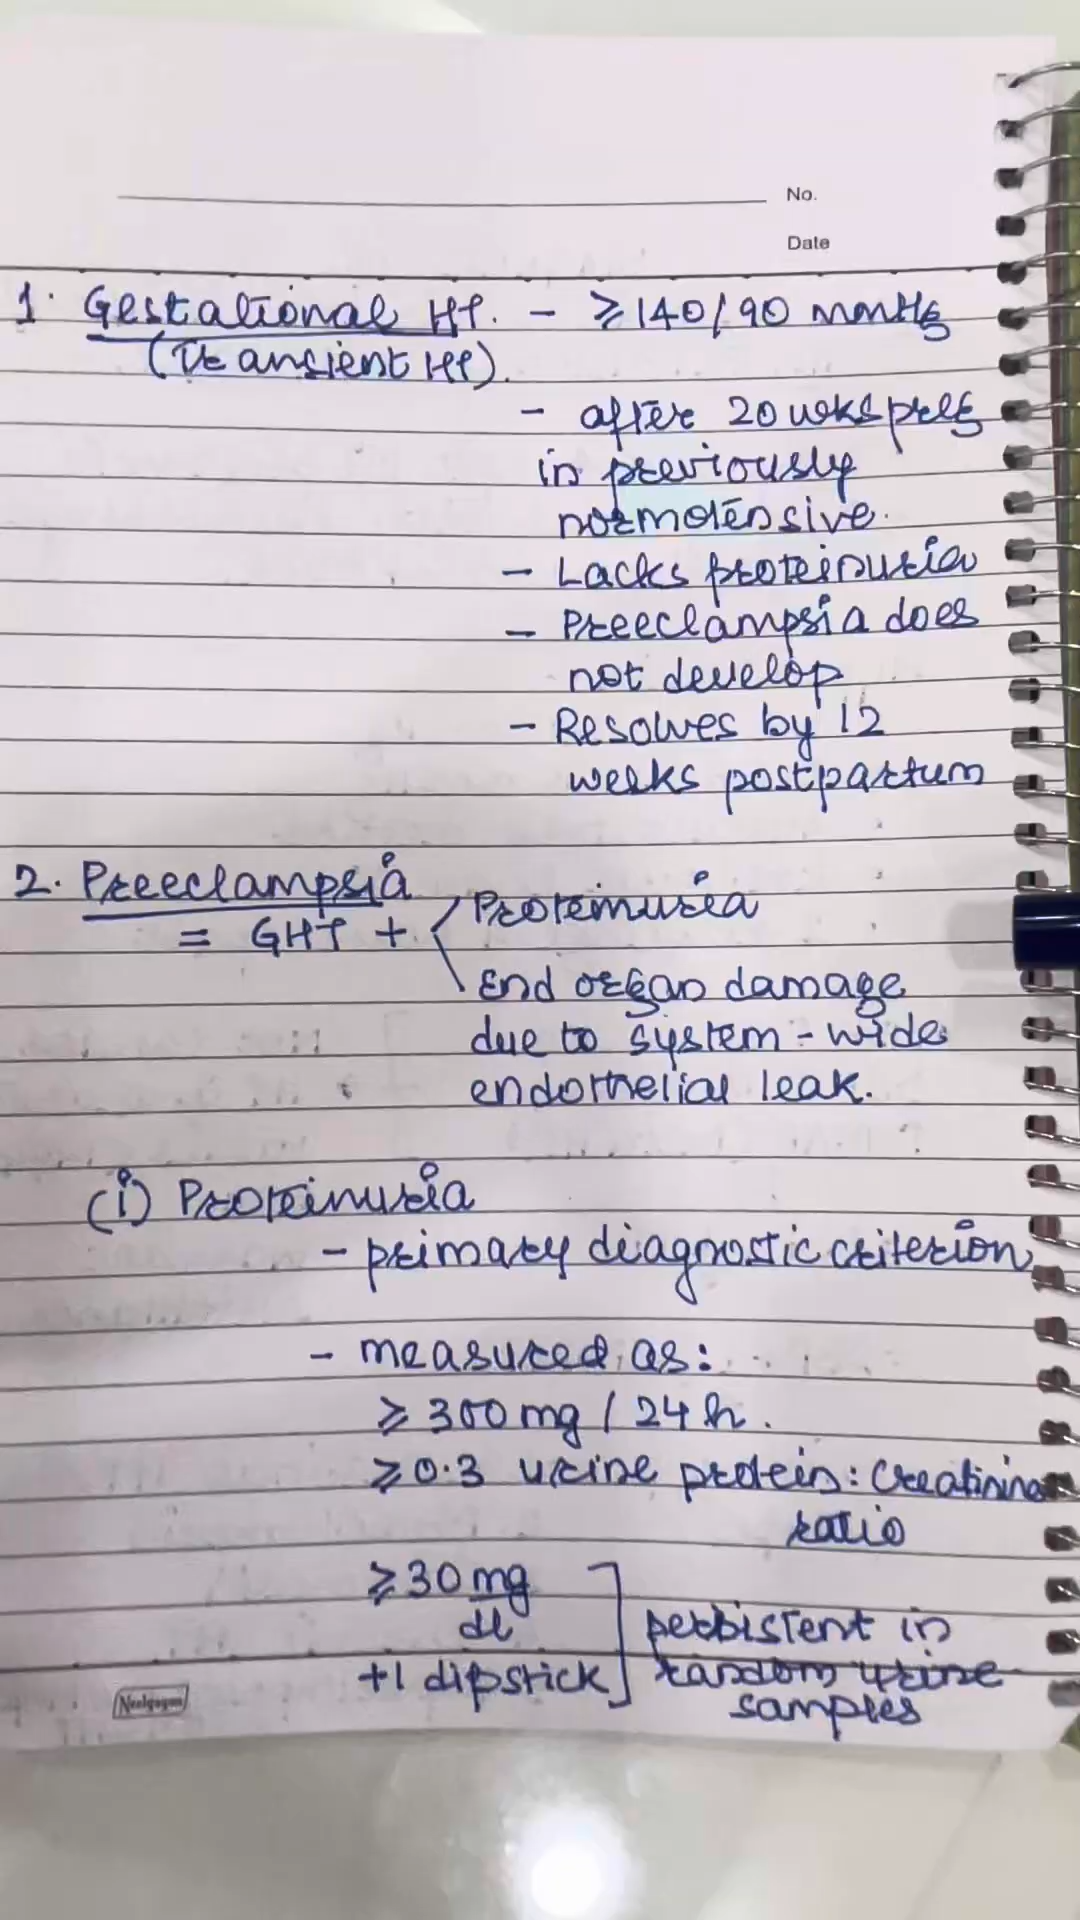 No.
Date
1. Gestational HT. - ≥140/90 mmHg
(Transient HT).
- after 20 wks preg
in previously
normotensive.
- Lacks proteinuria
- Preeclampsia does
not develop
- Resolves by 12
weeks postpartum
2. Preeclampsia
= GHT + Proteinuria
End organ damage
due to system-wide
endothelial leak.
(i) Proteinuria
- primary diagnostic criterion
- measured as:
≥300mg/24h.
≥0.3 urine protein:Creatinine
ratio
≥30 mg/dl
+1 dipstick
persistent in
random urine
samples
Neelgagan